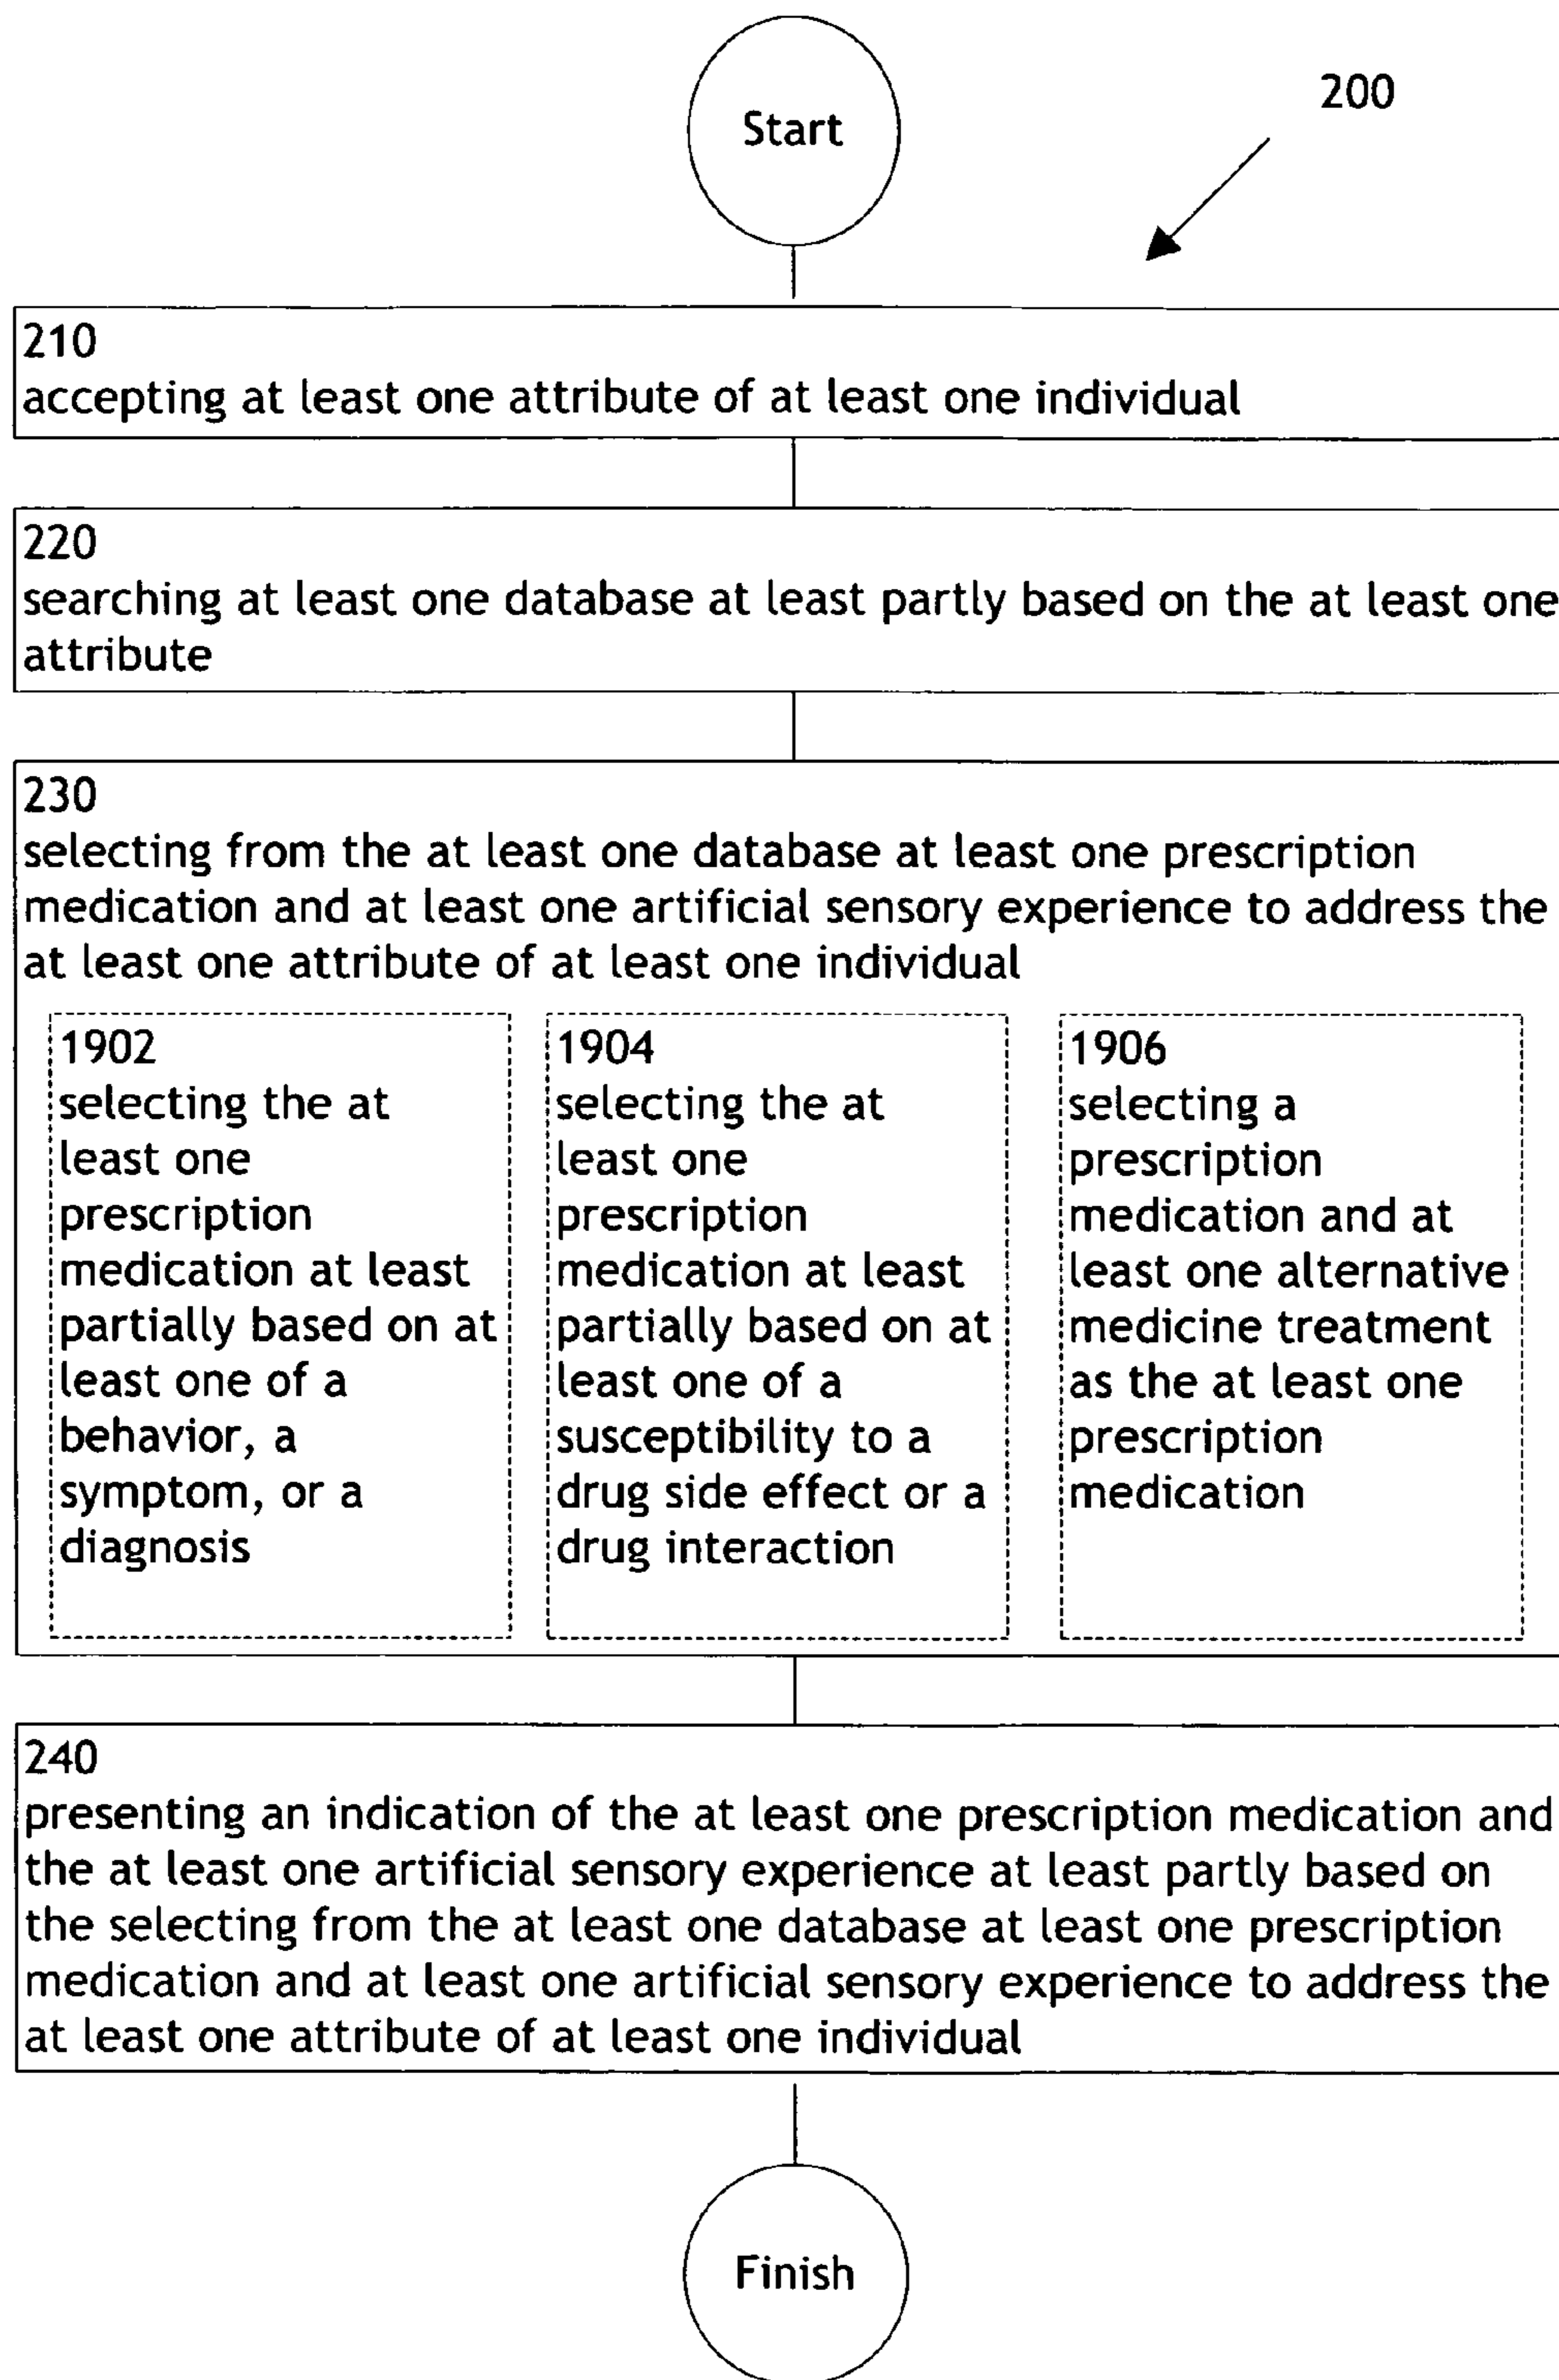 Start
200
210
accepting at least one attribute of at least one individual
220
searching at least one database at least partly based on the at least one
attribute
230
selecting from the at least one database at least one prescription
medication and at least one artificial sensory experience to address the
at least one attribute of at least one individual
1902
selecting the at
least one
prescription
medication at least
partially based on at
least one of a
behavior, a
symptom, or a
diagnosis
1904
selecting the at
least one
prescription
medication at least
partially based on at
least one of a
susceptibility to a
drug side effect or a
drug interaction
1906
selecting a
prescription
medication and at
least one alternative
medicine treatment
as the at least one
prescription
medication
240
presenting an indication of the at least one prescription medication and
the at least one artificial sensory experience at least partly based on
the selecting from the at least one database at least one prescription
medication and at least one artificial sensory experience to address the
at least one attribute of at least one individual
Finish